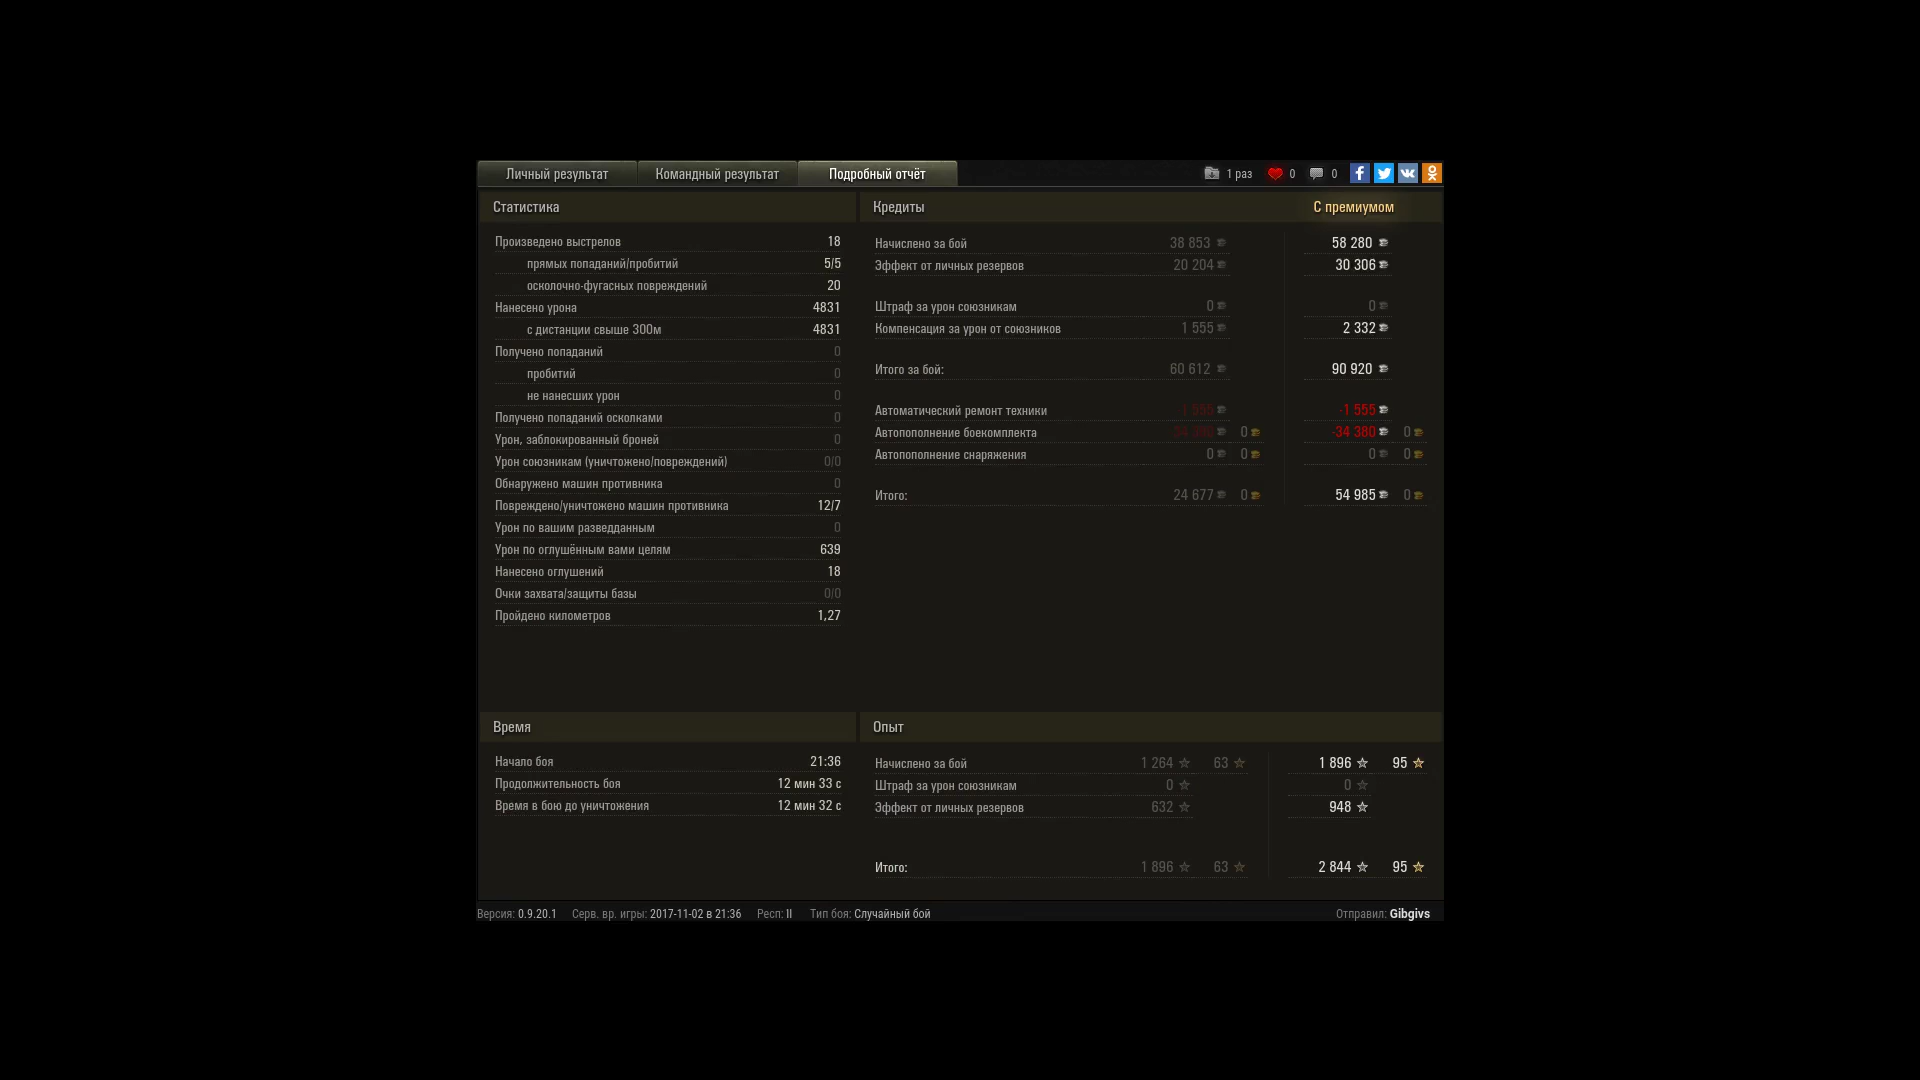 Личный результат Командный результат Подробный отчёт 1 раз 0 0
Статистика
Произведено выстрелов 18
прямых попаданий/пробитий 5/5
осколочно-фугасных повреждений 20
Нанесено урона 4831
с дистанции свыше 300м 4831
Получено попаданий 0
пробитий 0
не нанесших урон 0
Получено попаданий осколками 0
Урон, заблокированный броней 0
Урон союзникам (уничтожено/повреждений) 0/0
Обнаружено машин противника 0
Повреждено/уничтожено машин противника 12/7
Урон по вашим разведданным 0
Урон по оглушённым вами целям 639
Нанесено оглушений 18
Очки захвата/защиты базы 0/0
Пройдено километров 1,27
Кредиты С премиумом
Начислено за бой 38 853 58 280
Эффект от личных резервов 20 204 30 306
Штраф за урон союзникам 0 0
Компенсация за урон от союзников 1 555 2 332
Итого за бой: 60 612 90 920
Автоматический ремонт техники -1 555 -1 555
Автопополнение боекомплекта -34 380 0 -34 380 0
Автопополнение снаряжения 0 0 0 0
Итого: 24 677 0 54 985 0
Время
Начало боя 21:36
Продолжительность боя 12 мин 33 с
Время в бою до уничтожения 12 мин 32 с
Опыт
Начислено за бой 1 264 63 1 896 95
Штраф за урон союзникам 0 0
Эффект от личных резервов 632 948
Итого: 1 896 63 2 844 95
Версия: 0.9.20.1 Серв. вр. игры: 2017-11-02 в 21:36 Респ: II Тип боя: Случайный бой Отправил: Gibgivs